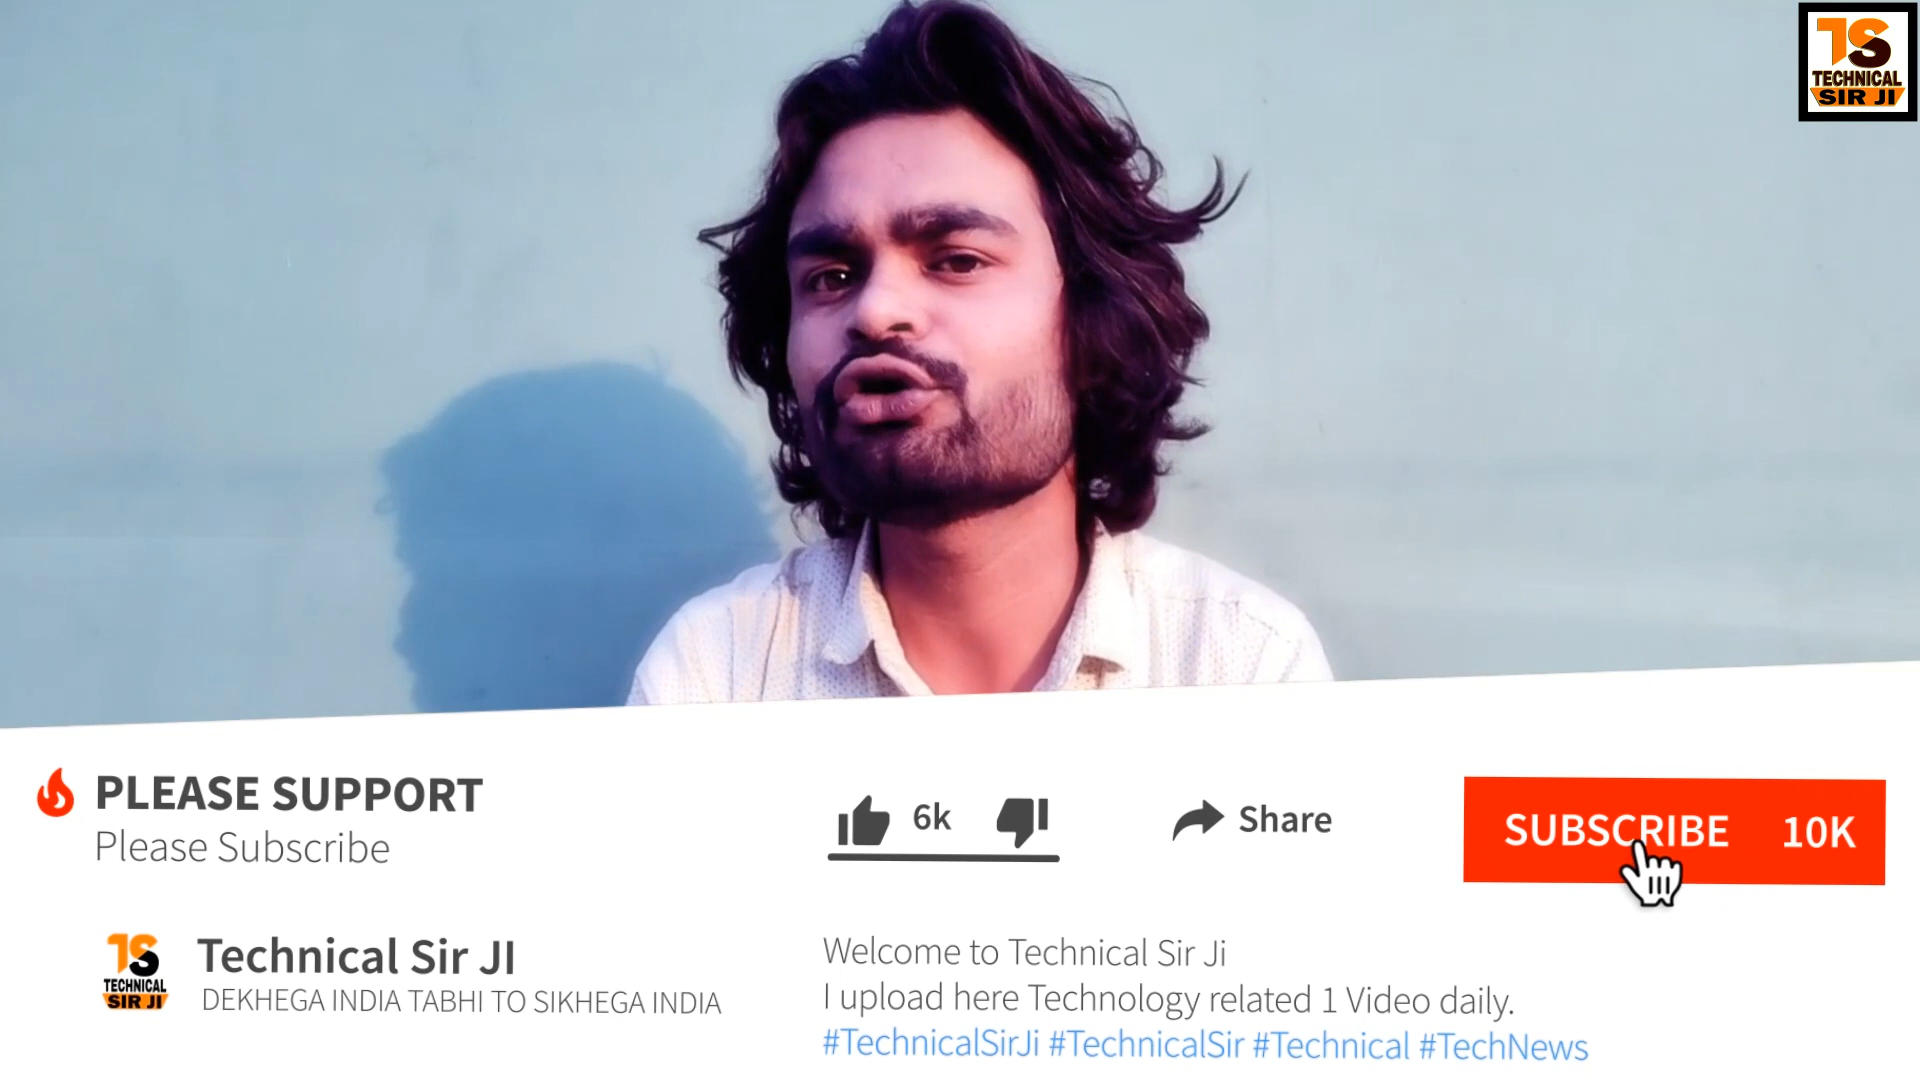 TS
TECHNICAL
SIR JI
PLEASE SUPPORT
Please Subscribe
6k
Share
SUBSCRIBE 10K
TS
TECHNICAL
SIR JI
Technical Sir JI
DEKHEGA INDIA TABHI TO SIKHEGA INDIA
Welcome to Technical Sir Ji
I upload here Technology related 1 Video daily.
#TechnicalSirJi #TechnicalSir #Technical #TechNews